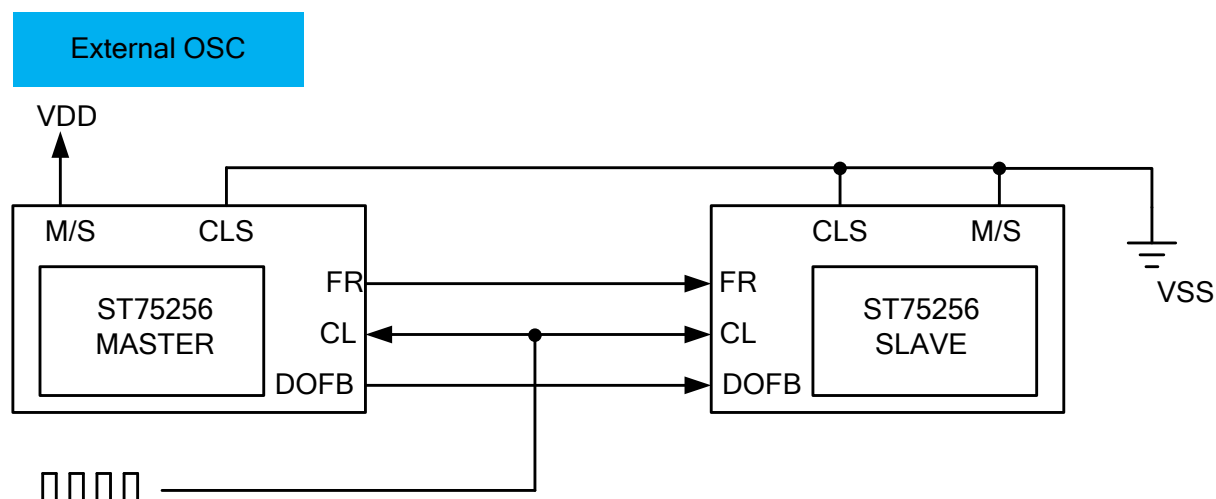 External OSC
VDD
M/S CLS
CLS M/S
FR
FR
VSS
ST75256
MASTER
CL
CL
ST75256
SLAVE
DOFB
DOFB